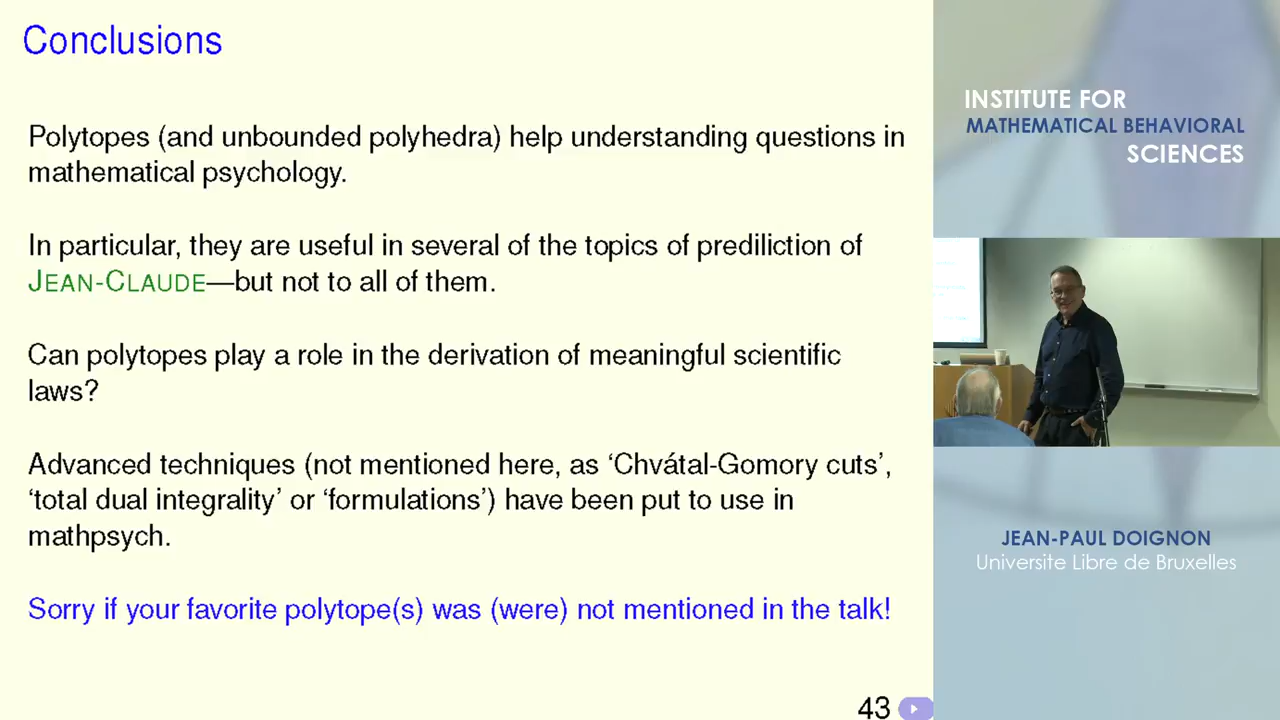 Conclusions
Polytopes (and unbounded polyhedra) help understanding questions in
mathematical psychology.
In particular, they are useful in several of the topics of prediliction of
JEAN-CLAUDE—but not to all of them.
Can polytopes play a role in the derivation of meaningful scientific
laws?
Advanced techniques (not mentioned here, as ‘Chvátal-Gomory cuts’,
‘total dual integrality’ or ‘formulations’) have been put to use in
mathpsych.
Sorry if your favorite polytope(s) was (were) not mentioned in the talk!
43
INSTITUTE FOR
MATHEMATICAL BEHAVIORAL
SCIENCES
JEAN-PAUL DOIGNON
Universite Libre de Bruxelles